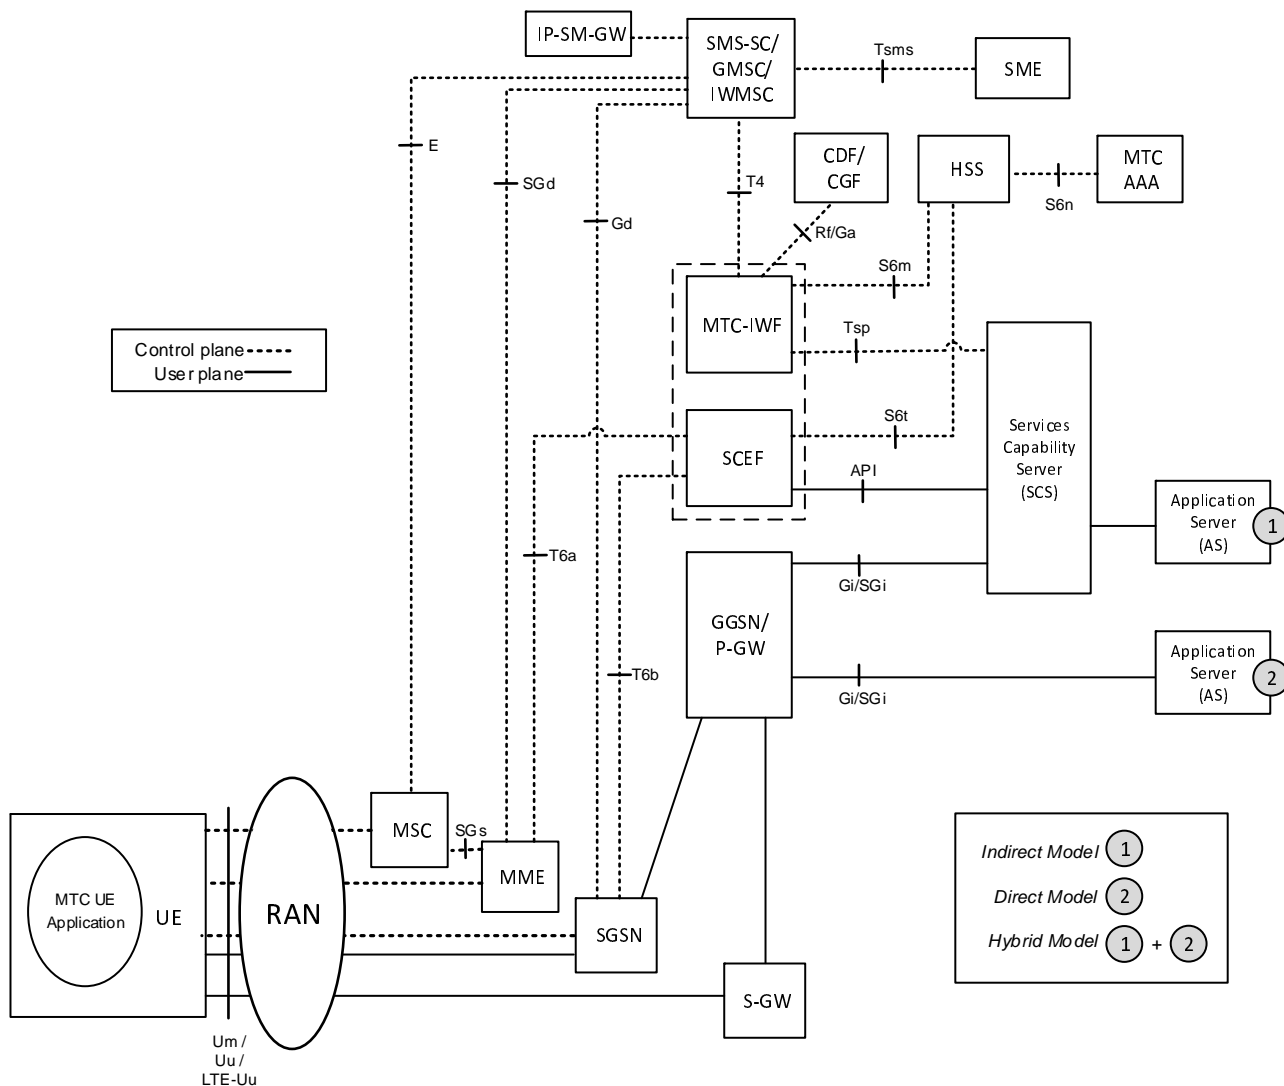 IP-SM-GW
SMS-SC/
GMSC/
IWMSC
Tsms
SME
E
SGd
Gd
T4
CDF/
CGF
HSS
MTC
AAA
S6n
Rf/Ga
S6m
MTC-IWF
Tsp
Control plane
User plane
S6t
SCEF
API
Services
Capability
Server
(SCS)
Application
Server
(AS)
1
T6a
Gi/SGi
GGSN/
P-GW
T6b
Gi/SGi
Application
Server
(AS)
2
MSC
SGs
MME
MTC UE
Application
UE
RAN
SGSN
S-GW
Um /
Uu /
LTE-Uu
Indirect Model 1
Direct Model 2
Hybrid Model 1 + 2